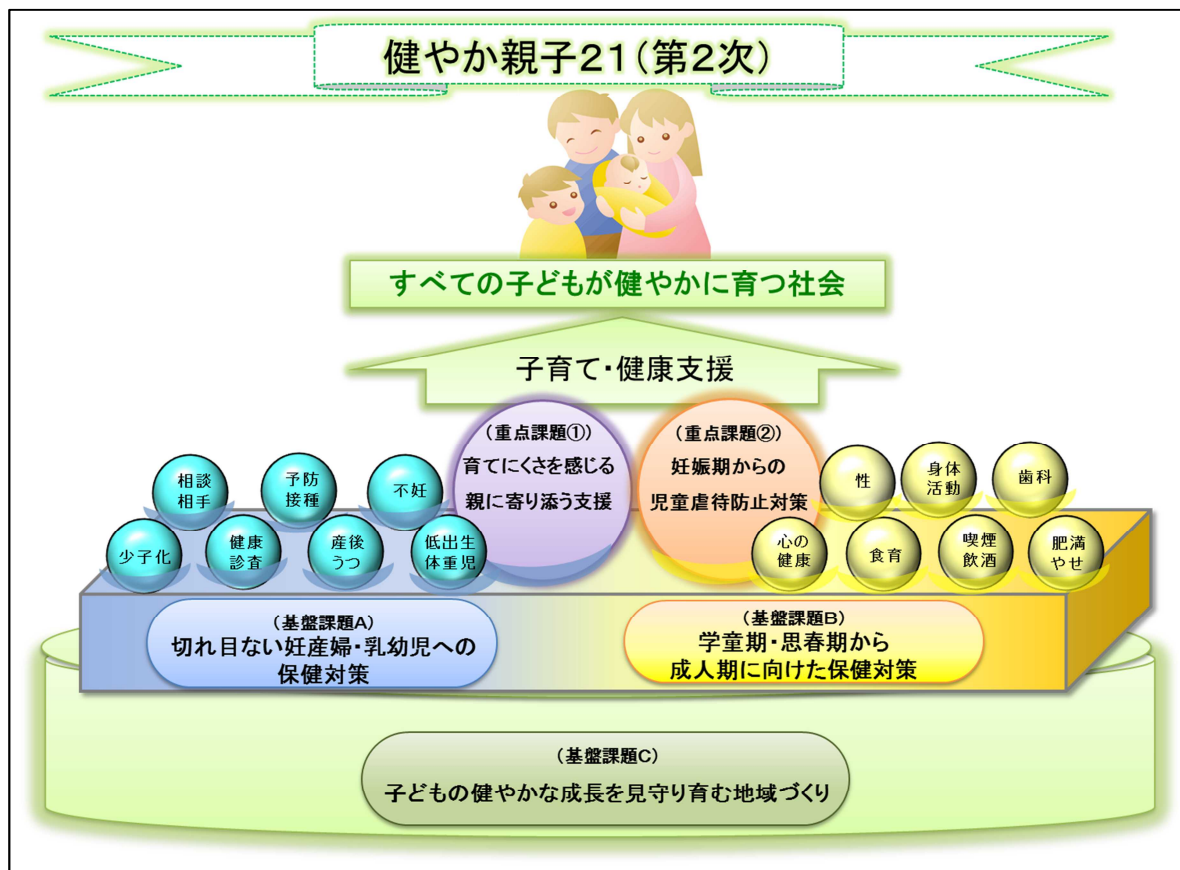 健やか親子21(第2次)
すべての子どもが健やかに育つ社会
子育て・健康支援
(重点課題①)
育てにくさを感じる
親に寄り添う支援
(重点課題②)
妊娠期からの
児童虐待防止対策
相談
相手
予防
接種
不妊
少子化
健康
診査
産後
うつ
低出生
体重児
性
身体
活動
歯科
心の
健康
食育
喫煙
飲酒
肥満
やせ
(基盤課題A)
切れ目ない妊産婦・乳幼児への
保健対策
(基盤課題B)
学童期・思春期から
成人期に向けた保健対策
(基盤課題C)
子どもの健やかな成長を見守り育む地域づくり